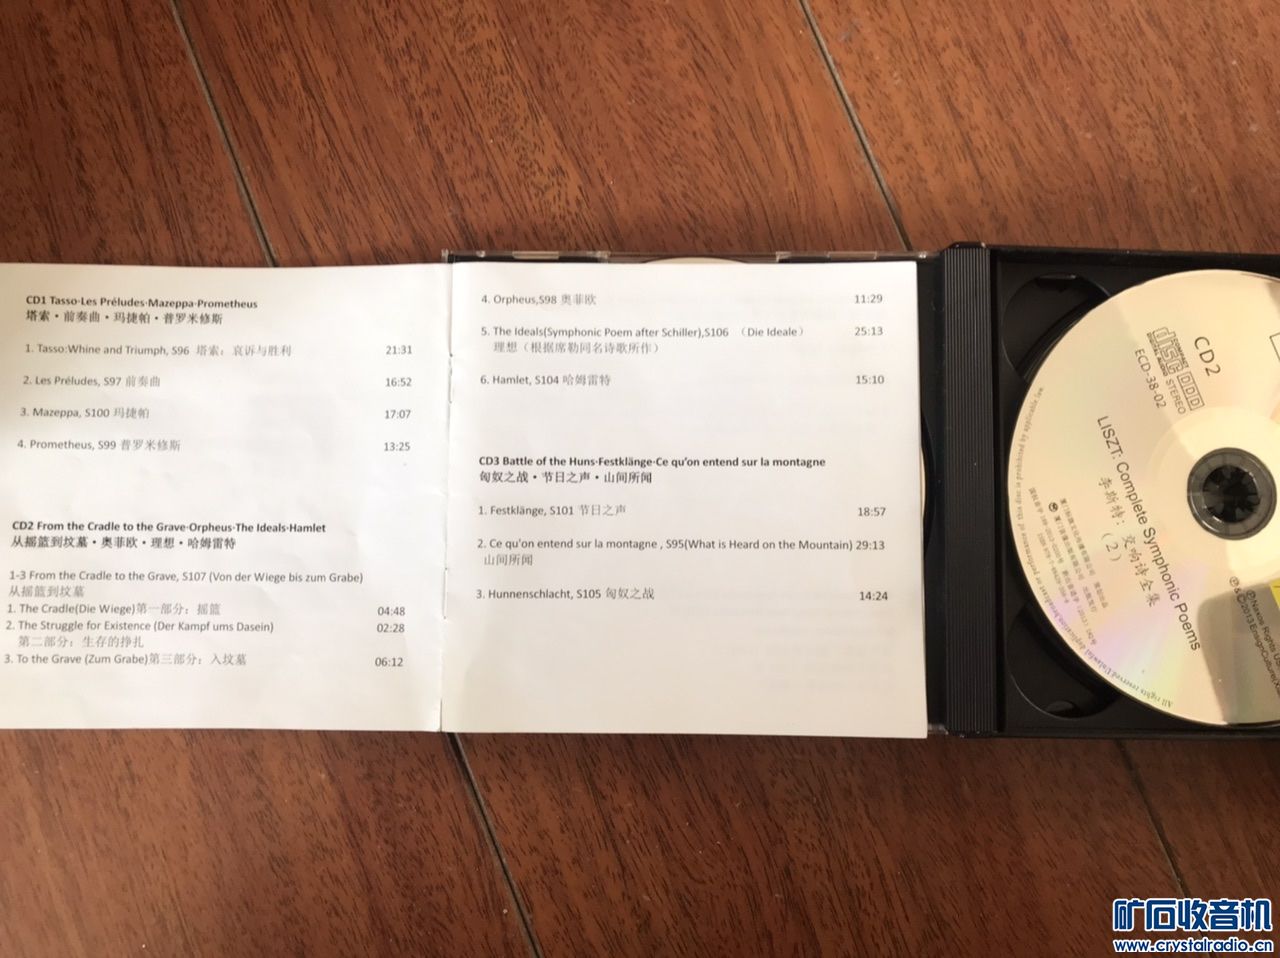 CD1 Tasso·Les Préludes·Mazeppa·Prometheus
塔索・前奏曲・玛捷帕・普罗米修斯
1. Tasso:Whine and Triumph, S96 塔索：哀诉与胜利 21:31
2. Les Préludes, S97 前奏曲 16:52
3. Mazeppa, S100 玛捷帕 17:07
4. Prometheus, S99 普罗米修斯 13:25
CD2 From the Cradle to the Grave·Orpheus·The Ideals·Hamlet
从摇篮到坟墓・奥菲欧・理想・哈姆雷特
1-3 From the Cradle to the Grave, S107 (Von der Wiege bis zum Grabe)
从摇篮到坟墓
1. The Cradle(Die Wiege)第一部分：摇篮 04:48
2. The Struggle for Existence (Der Kampf ums Dasein) 02:28
第二部分：生存的挣扎
3. To the Grave (Zum Grabe)第三部分：入坟墓 06:12
4. Orpheus,S98 奥菲欧 11:29
5. The Ideals(Symphonic Poem after Schiller),S106 （Die Ideale） 25:13
理想（根据席勒同名诗歌所作）
6. Hamlet, S104 哈姆雷特 15:10
CD3 Battle of the Huns·Festklänge·Ce qu'on entend sur la montagne
匈奴之战・节日之声・山间所闻
1. Festklänge, S101 节日之声 18:57
2. Ce qu'on entend sur la montagne , S95(What is Heard on the Mountain) 29:13
山间所闻
3. Hunnenschlacht, S105 匈奴之战 14:24
CD2
COMPACT
disc
DIGITAL AUDIO
STEREO
ECD-38-02
LISZT: Complete Symphonic Poems
李斯特：交响诗全集
（2）
矿石收音机
www.crystalradio.cn